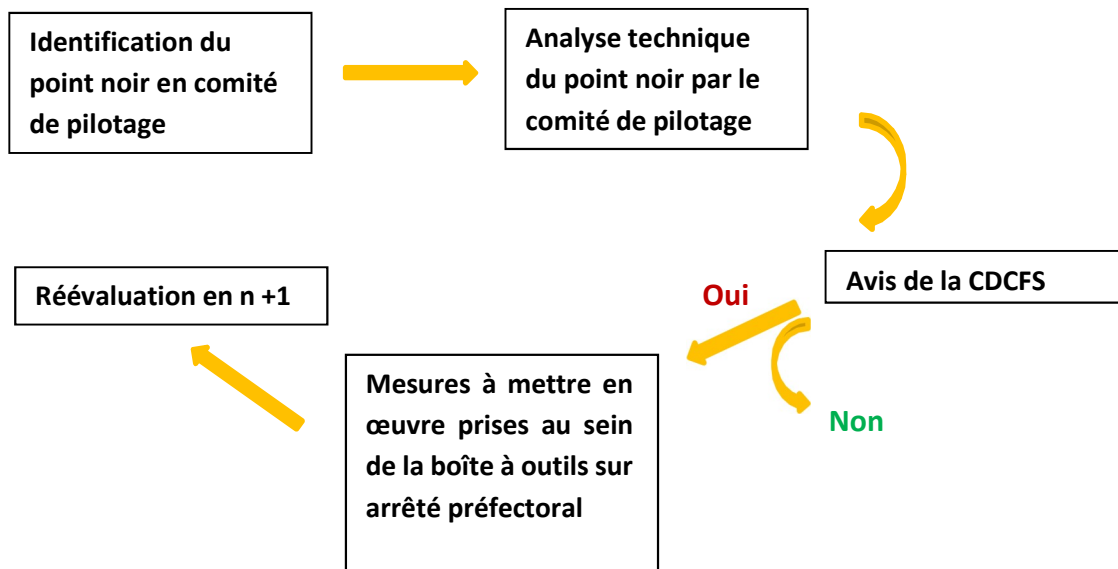 Identification du
point noir en comité
de pilotage
Analyse technique
du point noir par le
comité de pilotage
Avis de la CDCFS
Oui
Non
Mesures à mettre en
œuvre prises au sein
de la boîte à outils sur
arrêté préfectoral
Réévaluation en n +1